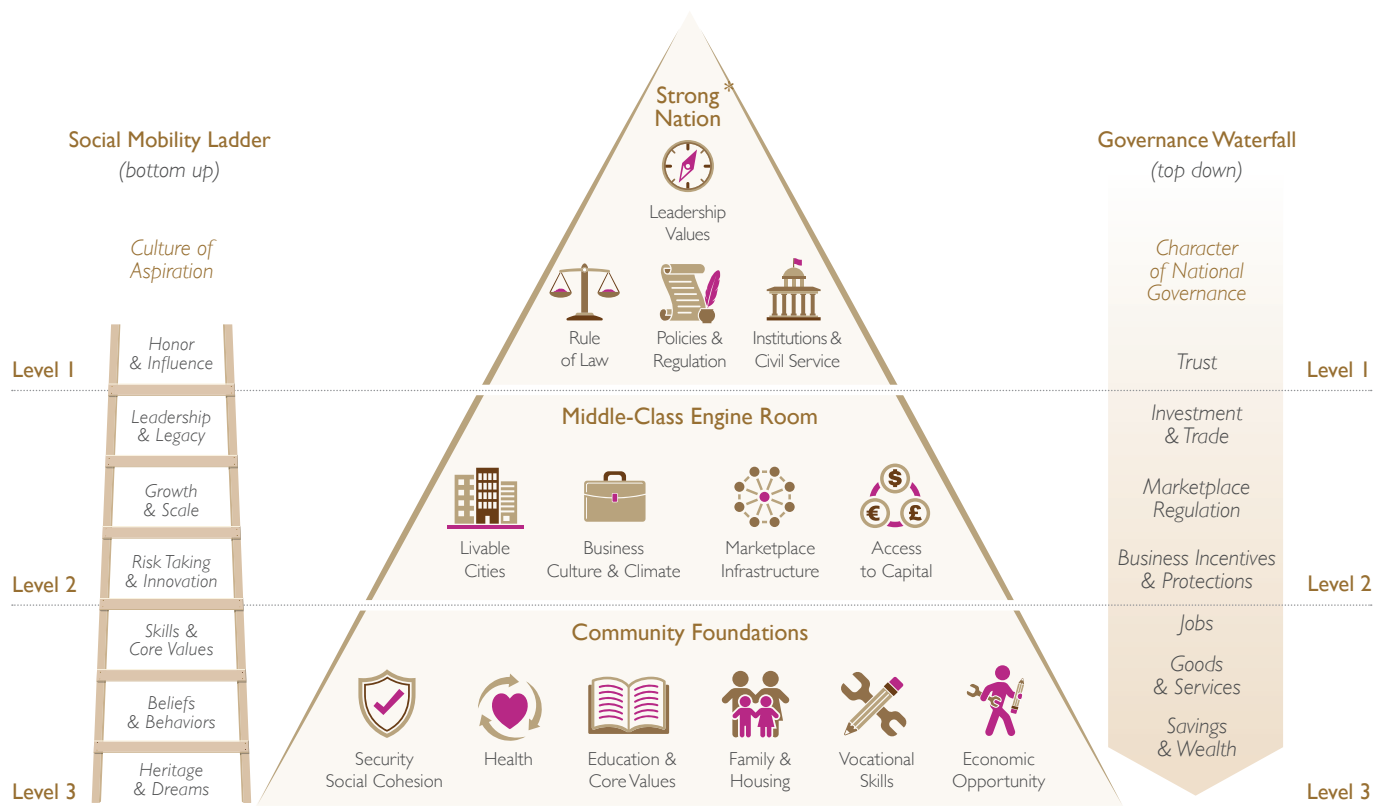 Strong *
Nation
Social Mobility Ladder
(bottom up)
Governance Waterfall
(top down)
Culture of
Aspiration
Leadership
Values
Character
of National
Governance
Rule
of Law
Policies &
Regulation
Institutions &
Civil Service
Honor
& Influence
Trust
Level 1
Level 1
Middle-Class Engine Room
Leadership
& Legacy
Investment
& Trade
Growth
& Scale
Marketplace
Regulation
$
€
£
Livable
Cities
Business
Culture & Climate
Marketplace
Infrastructure
Access
to Capital
Risk Taking
& Innovation
Business Incentives
& Protections
Level 2
Level 2
Community Foundations
Skills &
Core Values
Jobs
Goods
& Services
$
Beliefs
& Behaviors
Savings
& Wealth
Security
Social Cohesion
Health
Education &
Core Values
Family &
Housing
Vocational
Skills
Economic
Opportunity
Heritage
& Dreams
Level 3
Level 3